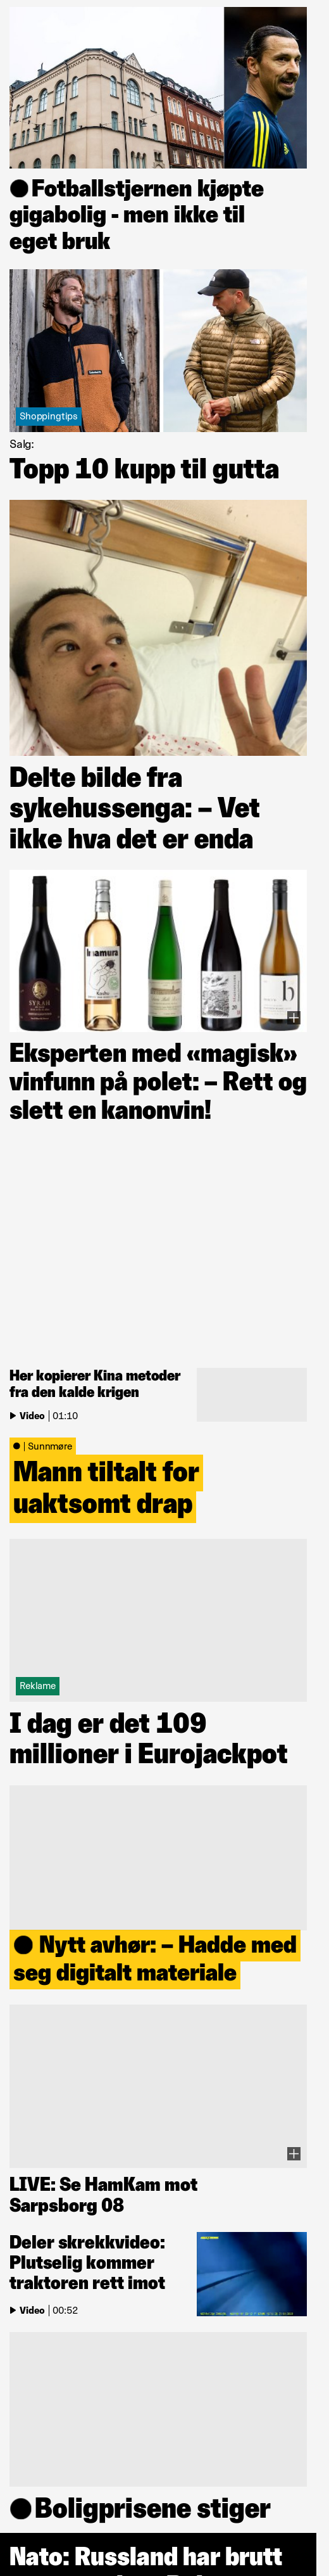 Fotballstjernen kjøpte
gigabolig - men ikke til
eget bruk
Shoppingtips
Salg:
Topp 10 kupp til gutta
Delte bilde fra
sykehussenga: – Vet
ikke hva det er enda
SYRAH
Imamura
b
Eksperten med «magisk»
vinfunn på polet: – Rett og
slett en kanonvin!
Her kopierer Kina metoder
fra den kalde krigen
Video | 01:10
| Sunnmøre
Mann tiltalt for
uaktsomt drap
Reklame
I dag er det 109
millioner i Eurojackpot
Nytt avhør: – Hadde med
seg digitalt materiale
LIVE: Se HamKam mot
Sarpsborg 08
Deler skrekkvideo:
Plutselig kommer
traktoren rett imot
Video | 00:52
Boligprisene stiger
Nato: Russland har brutt